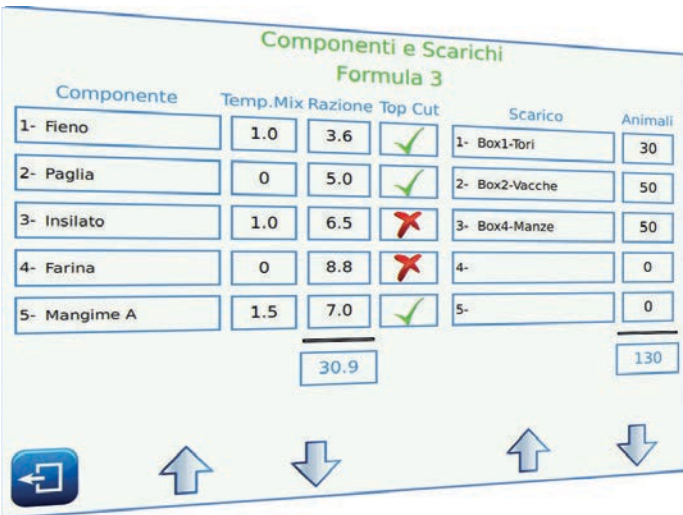 Componenti e Scarichi
Formula 3
Componente Temp.Mix Razione Top Cut Scarico Animali
1- Fieno 1.0 3.6 1- Box1-Tori 30
2- Paglia 0 5.0 2- Box2-Vacche 50
3- Insilato 1.0 6.5 3- Box4-Manze 50
4- Farina 0 8.8 4- 0
5- Mangime A 1.5 7.0 5- 0
30.9 130